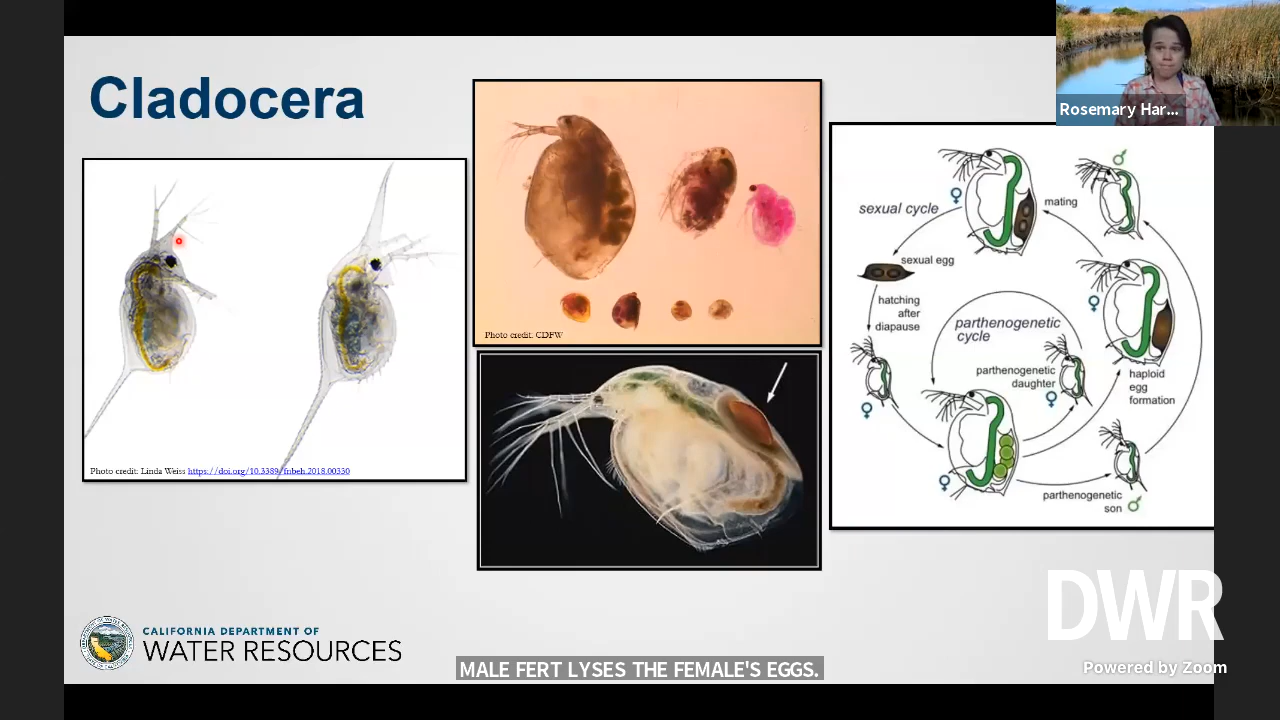 Cladocera
Rosemary Har...
Photo credit: Linda Weiss https://doi.org/10.3389/fnbeh.2018.00330
Photo credit: CDFW
sexual cycle
♀
mating
♂
sexual egg
♀
hatching
after
diapause
parthenogenetic
cycle
parthenogenetic
daughter
♀
haploid
egg
formation
♀
♀
parthenogenetic
son ♂
CALIFORNIA DEPARTMENT OF
WATER RESOURCES
MALE FERT LYSES THE FEMALE'S EGGS.
DWR
Powered by Zoom